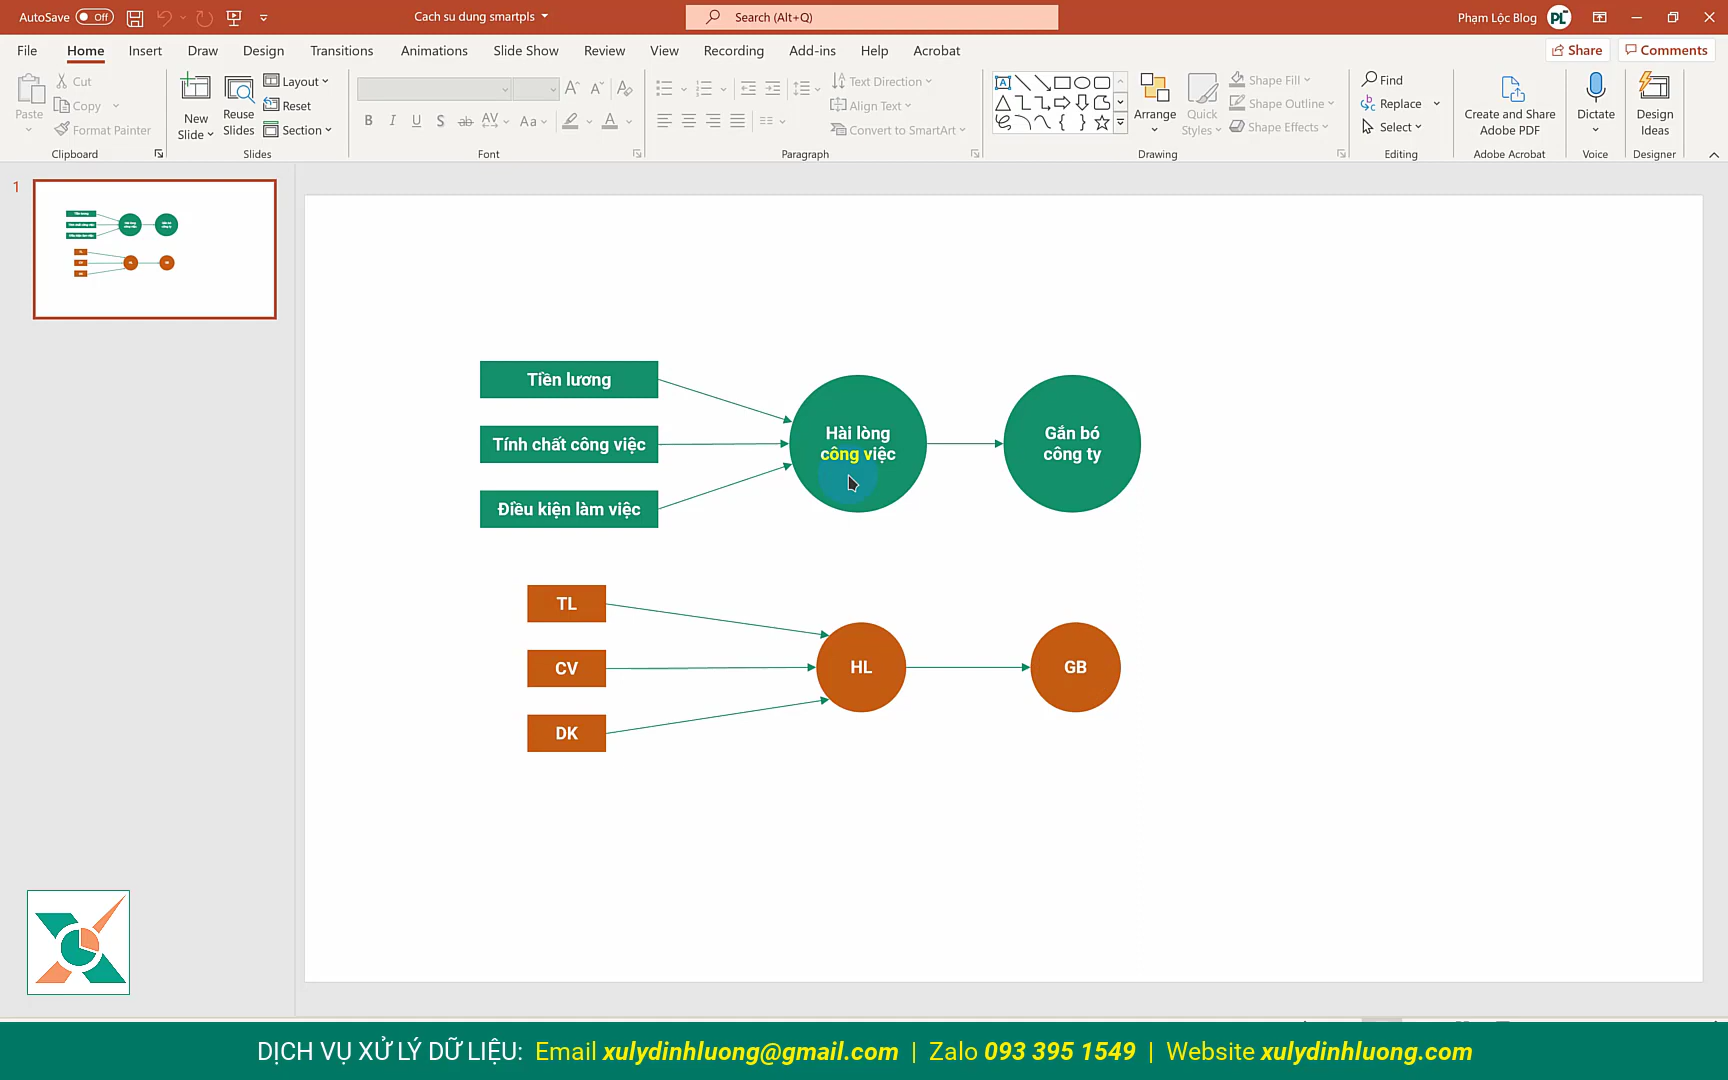 AutoSave Off Cach su dung smartpls Search (Alt+Q) Phạm Lộc Blog PL
File Home Insert Draw Design Transitions Animations Slide Show Review View Recording Add-ins Help Acrobat Share Comments
Paste Cut Copy Format Painter
Clipboard
New Slide Reuse Slides Layout Reset Section
Slides
B I U S ab AV Aa A
Font
Text Direction Align Text Convert to SmartArt
Paragraph
Arrange Quick Styles Shape Fill Shape Outline Shape Effects
Drawing
Find Replace Select
Editing
Create and Share Adobe PDF
Adobe Acrobat
Dictate
Voice
Design Ideas
Designer
1
Tiền lương
Tính chất công việc
Điều kiện làm việc
Hài lòng
công việc
Gắn bó
công ty
TL
CV
DK
HL
GB
DỊCH VỤ XỬ LÝ DỮ LIỆU: Email xulydinhluong@gmail.com | Zalo 093 395 1549 | Website xulydinhluong.com